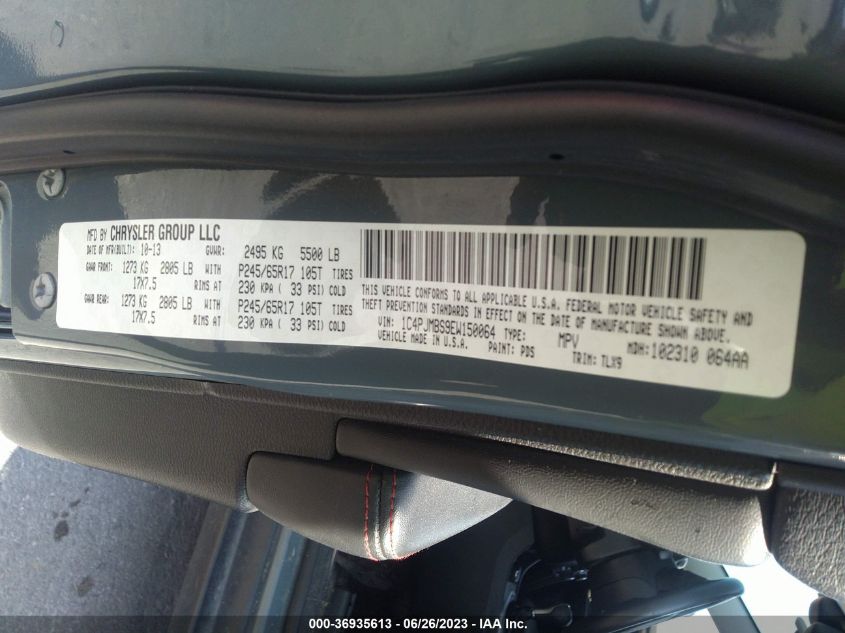 MFD BY CHRYSLER GROUP LLC
DATE OF MFR(BUILT): 10-13 GVWR: 2495 KG 5500 LB
GAWR FRONT: 1273 KG 2805 LB WITH P245/65R17 105T TIRES
17X7.5 RIMS AT 230 KPA ( 33 PSI) COLD
GAWR REAR: 1273 KG 2805 LB WITH P245/65R17 105T TIRES
17X7.5 RIMS AT 230 KPA ( 33 PSI) COLD
THIS VEHICLE CONFORMS TO ALL APPLICABLE U.S.A. FEDERAL MOTOR VEHICLE SAFETY AND
THEFT PREVENTION STANDARDS IN EFFECT ON THE DATE OF MANUFACTURE SHOWN ABOVE.
VIN: 1C4PJMBS9EW150064 TYPE: MPV MDH: 102310 064AA
VEHICLE MADE IN U.S.A. PAINT: PDS TRIM: TLX9
000-36935613 - 06/26/2023 - IAAI.com